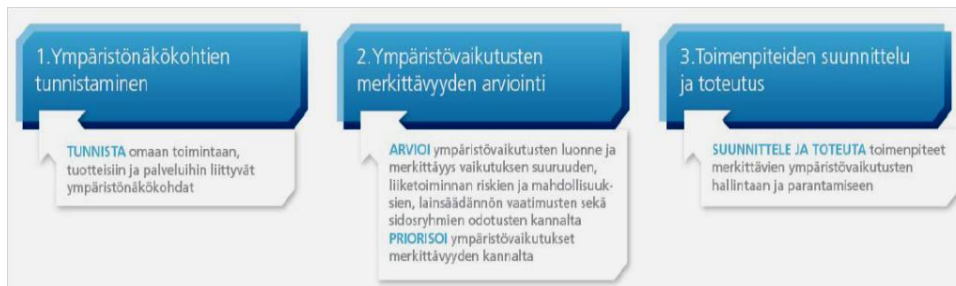 1.Ympäristönäkökohtien
tunnistaminen
TUNNISTA omaan toimintaan,
tuotteisiin ja palveluihin liittyvät
ympäristönäkökohdat
2.Ympäristövaikutusten
merkittävyyden arviointi
ARVIOI ympäristövaikutusten luonne ja
merkittäyys vaikutuksen suuruuden,
liiketoiminnan riskien ja mahdollisuuk-
sien, lainsäädännön vaatimusten sekä
sidosryhmien odotusten kannalta
PRIORISOI ympäristövaikutukset
merkittävyyden kannalta
3.Toimenpiteiden suunnittelu
ja toteutus
SUUNNITTELE JA TOTEUTA toimenpiteet
merkittävien ympäristövaikutusten
hallintaan ja parantamiseen